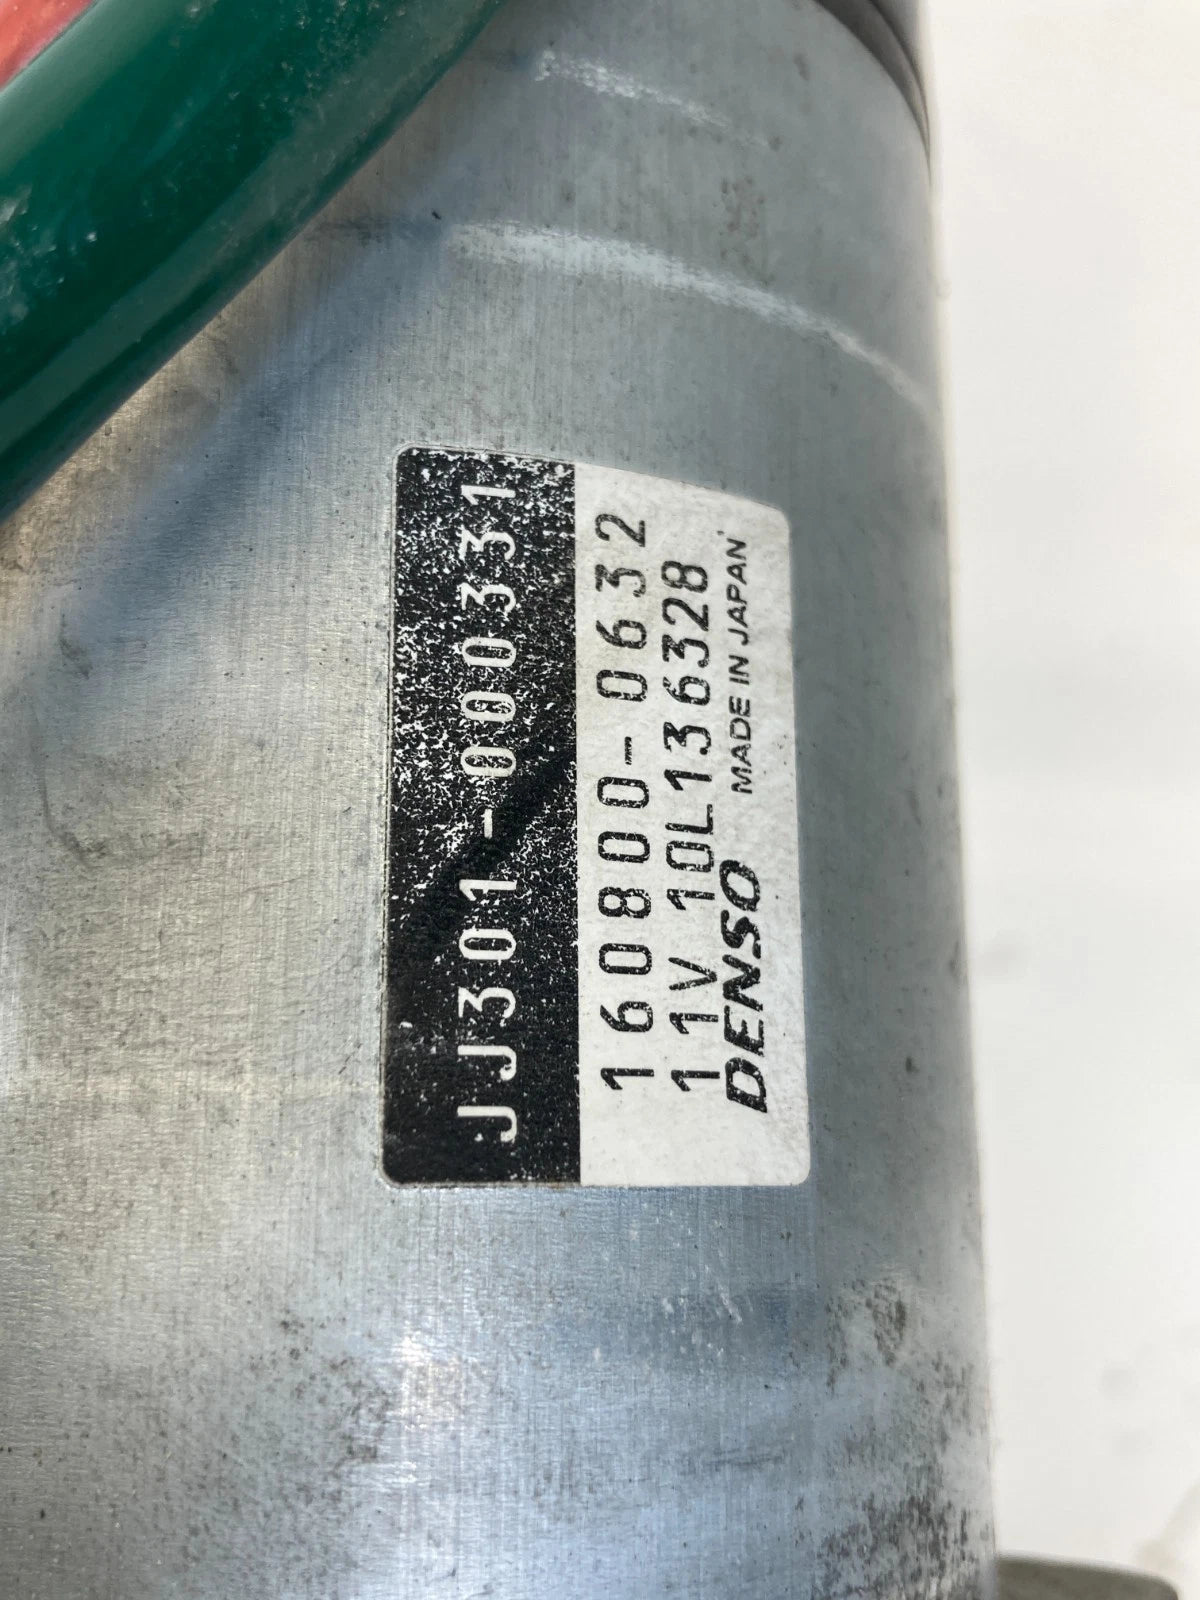 JJ301-000331
160800-0632
11V 10L136328
DENSO MADE IN JAPAN